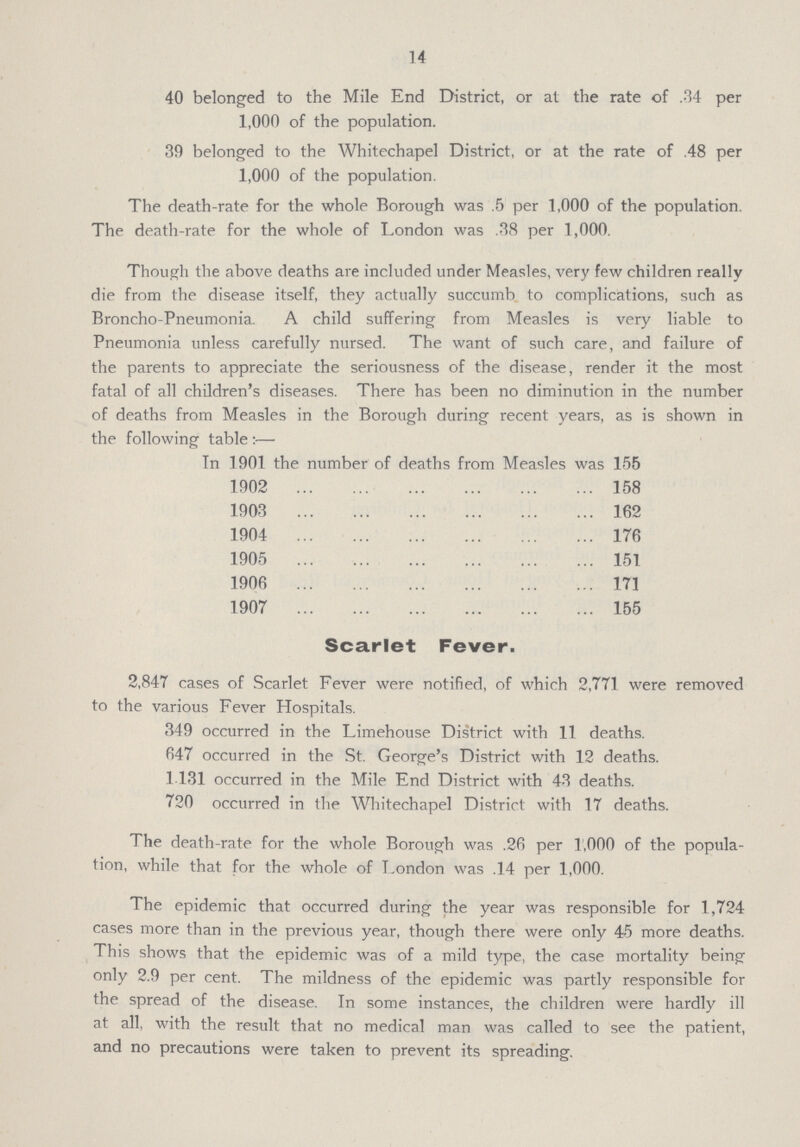 14
40 belonged to the Mile End District, or at the rate of .34 per
1,000 of the population.
39 belonged to the Whitechapel District, or at the rate of .48 per
1,000 of the population.
The death-rate for the whole Borough was .5 per 1,000 of the population.
The death-rate for the whole of London was .38 per 1,000.
Though the above deaths are included under Measles, very few children really
die from the disease itself, they actually succumb to complications, such as
Broncho-Pneumonia. A child suffering from Measles is very liable to
Pneumonia unless carefully nursed. The want of such care, and failure of
the parents to appreciate the seriousness of the disease, render it the most
fatal of all children's diseases. There has been no diminution in the number
of deaths from Measles in the Borough during recent years, as is shown in
the following table:—
In 1901 the number of deaths from Measles was 155
1902 ... ... ... ... ... ... 158
1903 ... ... ... ... ... ... 162
1904 ... ... ... ... ... ... 176
1905 ... ... ... ... ... ... 151
1906 ... ... ... ... ... ... 171
1907 ... ... ... ... ... ... 155
Scarlet Fever.
2,847 cases of Scarlet Fever were notified, of which 2,771 were removed
to the various Fever Hospitals.
349 occurred in the Limehouse District with 11 deaths.
647 occurred in the St. George's District with 12 deaths.
1.131 occurred in the Mile End District with 43 deaths.
720 occurred in the Whitechapel District with 17 deaths.
The death-rate for the whole Borough was .26 per 1,000 of the popula-
tion, while that for the whole of London was .14 per 1,000.
The epidemic that occurred during the year was responsible for 1,724
cases more than in the previous year, though there were only 45 more deaths.
This shows that the epidemic was of a mild type, the case mortality being
only 2.9 per cent. The mildness of the epidemic was partly responsible for
the spread of the disease. In some instances, the children were hardly ill
at all, with the result that no medical man was called to see the patient,
and no precautions were taken to prevent its spreading.